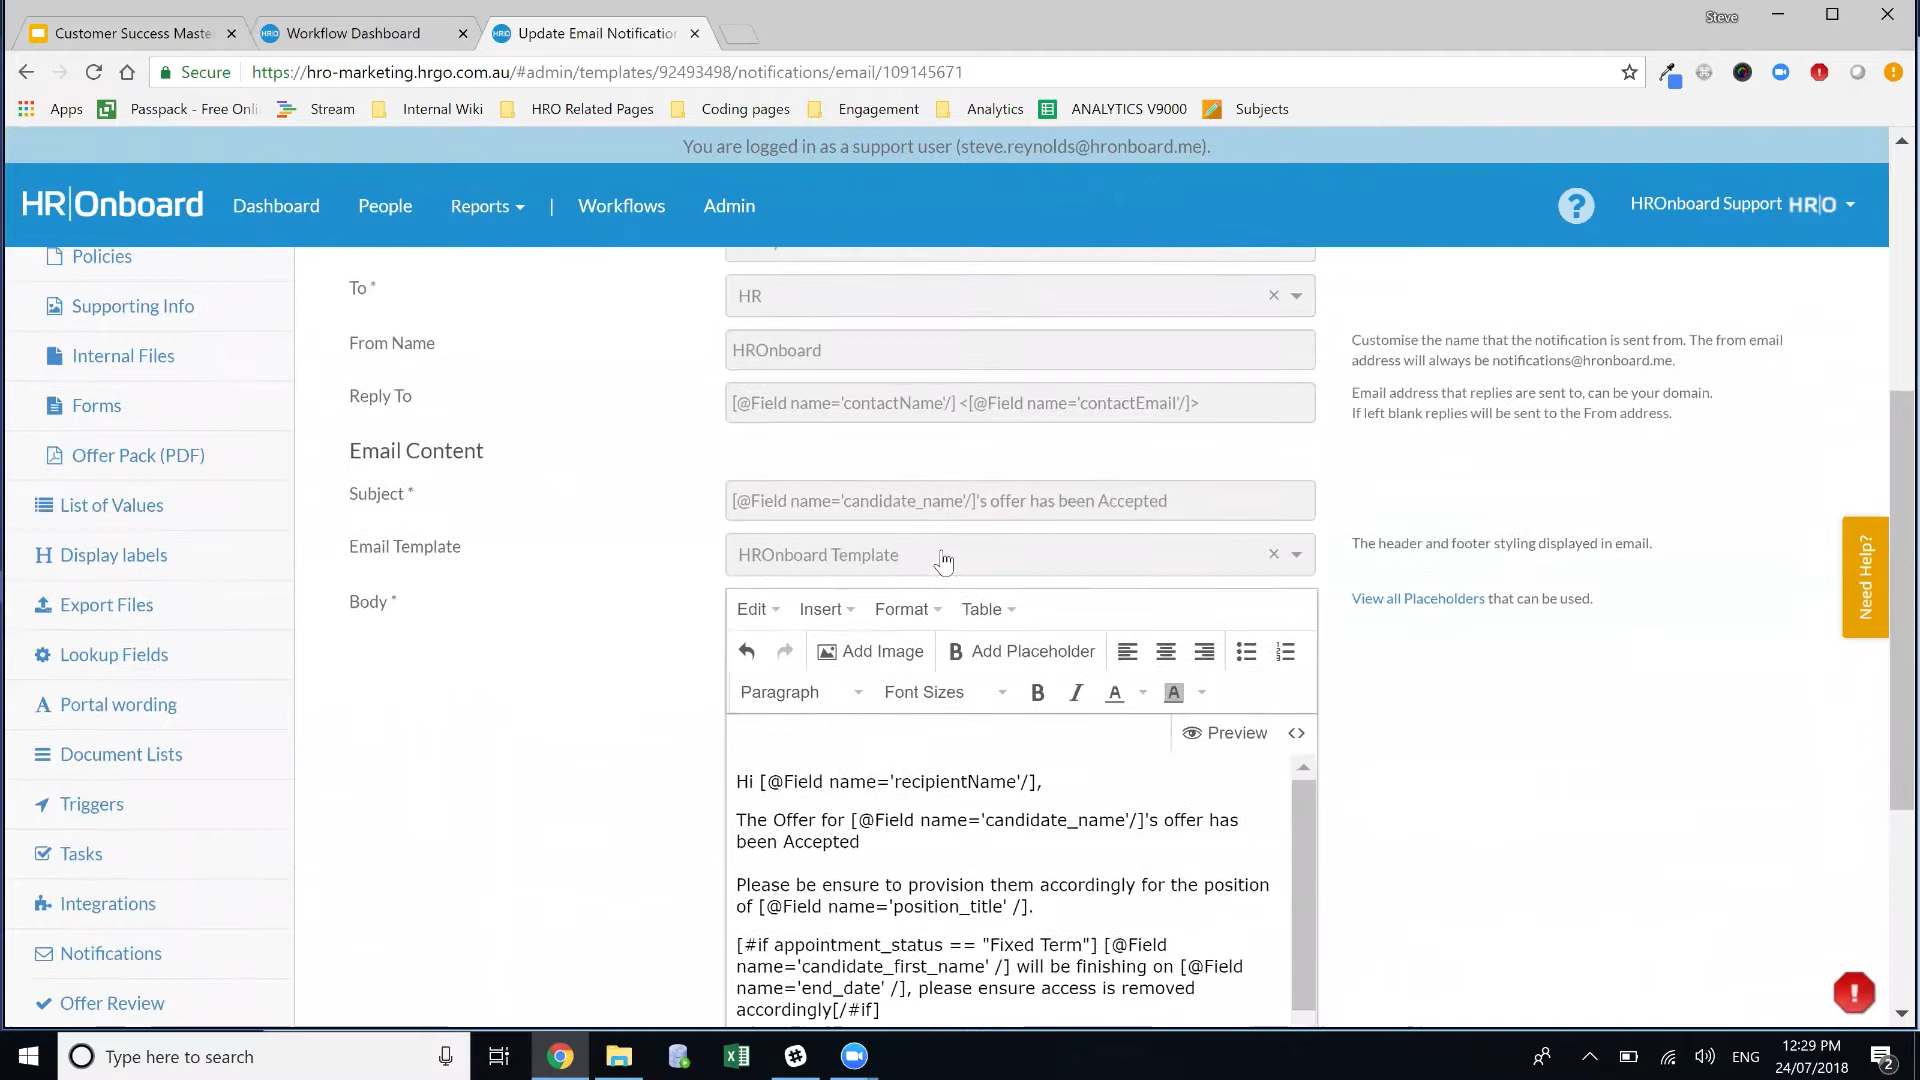 Steve
Customer Success Maste
Workflow Dashboard
Update Email Notificatio
Secure
https://hro-marketing.hrgo.com.au/#admin/templates/92493498/notifications/email/109145671
Apps
Passpack - Free Onli
Stream
Internal Wiki
HRO Related Pages
Coding pages
Engagement
Analytics
ANALYTICS V9000
Subjects
You are logged in as a support user (steve.reynolds@hronboard.me).
HR|Onboard
Dashboard
People
Reports
|
Workflows
Admin
?
HROnboard Support HR|O
Policies
Supporting Info
Internal Files
Forms
Offer Pack (PDF)
List of Values
Display labels
Export Files
Lookup Fields
Portal wording
Document Lists
Triggers
Tasks
Integrations
Notifications
Offer Review
To *
HR
From Name
HROnboard
Customise the name that the notification is sent from. The from email
address will always be notifications@hronboard.me.
Reply To
[@Field name='contactName'/] <[@Field name='contactEmail'/]>
Email address that replies are sent to, can be your domain.
If left blank replies will be sent to the From address.
Email Content
Subject *
[@Field name='candidate_name'/]'s offer has been Accepted
Email Template
HROnboard Template
The header and footer styling displayed in email.
Body *
View all Placeholders that can be used.
Edit
Insert
Format
Table
Add Image
B Add Placeholder
Paragraph
Font Sizes
B
I
A
A
Preview
<>
Hi [@Field name='recipientName'/],
The Offer for [@Field name='candidate_name'/]'s offer has
been Accepted
Please be ensure to provision them accordingly for the position
of [@Field name='position_title' /].
[#if appointment_status == "Fixed Term"] [@Field
name='candidate_first_name' /] will be finishing on [@Field
name='end_date' /], please ensure access is removed
accordingly[/#if]
Need Help?
Type here to search
ENG
12:29 PM
24/07/2018
2